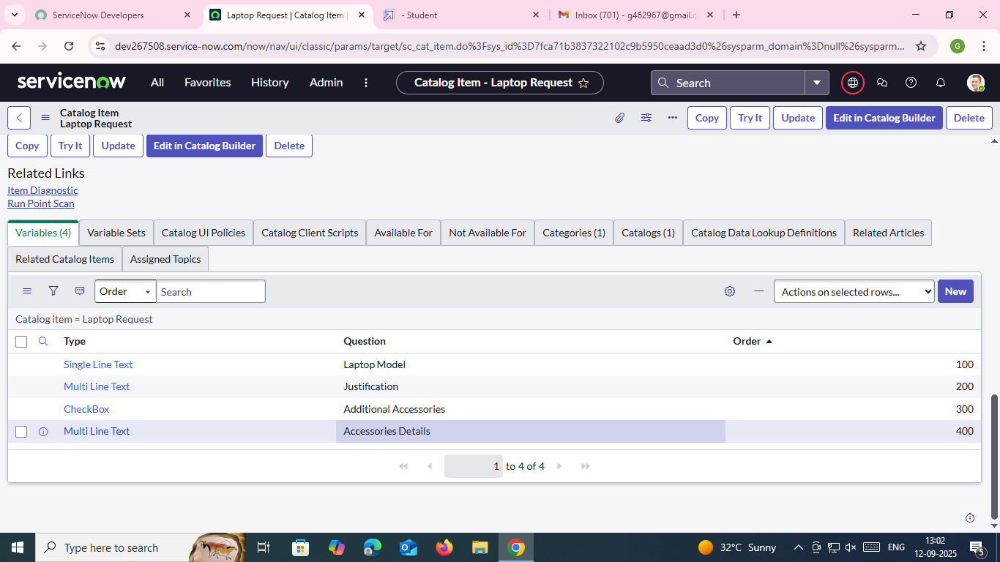 ServiceNow Developers
Laptop Request | Catalog Item |
- Student
Inbox (701) - g462967@gmail.c
dev267508.service-now.com/now/nav/ui/classic/params/target/sc_cat_item.do%3Fsys_id%3D7fca71b3837322102c9b5950ceaad3d0%26sysparm_domain%3Dnull%26sysparm...
G
servicenow All Favorites History Admin Catalog Item - Laptop Request Search
Catalog Item
Laptop Request
Copy Try It Update Edit in Catalog Builder Delete
Copy Try It Update Edit in Catalog Builder Delete
Related Links
Item Diagnostic
Run Point Scan
Variables (4) Variable Sets Catalog UI Policies Catalog Client Scripts Available For Not Available For Categories (1) Catalogs (1) Catalog Data Lookup Definitions Related Articles
Related Catalog Items Assigned Topics
Order Search Actions on selected rows... New
Catalog item = Laptop Request
Type Question Order
Single Line Text Laptop Model 100
Multi Line Text Justification 200
CheckBox Additional Accessories 300
Multi Line Text Accessories Details 400
1 to 4 of 4
Type here to search
32°C Sunny
ENG
13:02
12-09-2025
5